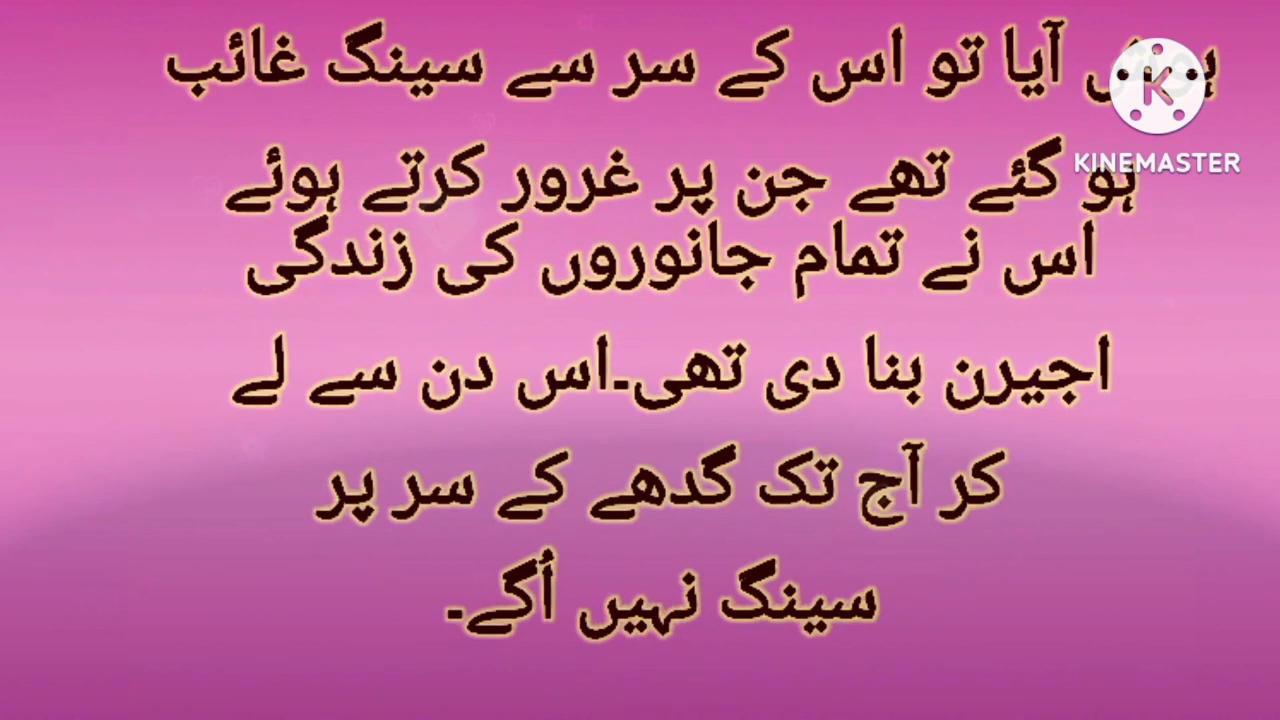 ہوش آیا تو اس کے سر سے سینگ غائب
ہو گئے تھے جن پر غرور کرتے ہوئے
اس نے تمام جانوروں کی زندگی
اجیرن بنا دی تھی۔اس دن سے لے
کر آج تک گدھے کے سر پر
سینگ نہیں اُگے۔
K
KINEMASTER